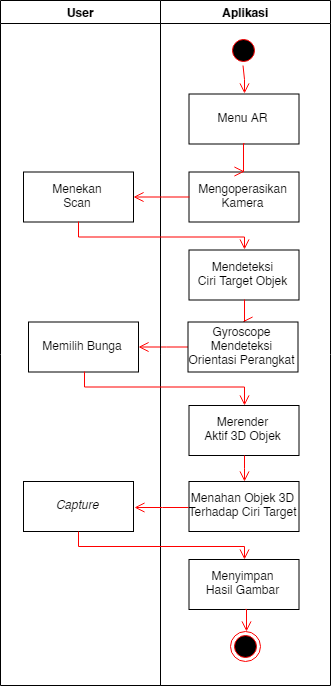 User
Aplikasi
Menu AR
Mengoperasikan
Kamera
Menekan
Scan
Mendeteksi
Ciri Target Objek
Gyroscope
Mendeteksi
Orientasi Perangkat
Memilih Bunga
Merender
Aktif 3D Objek
Menahan Objek 3D
Terhadap Ciri Target
Capture
Menyimpan
Hasil Gambar